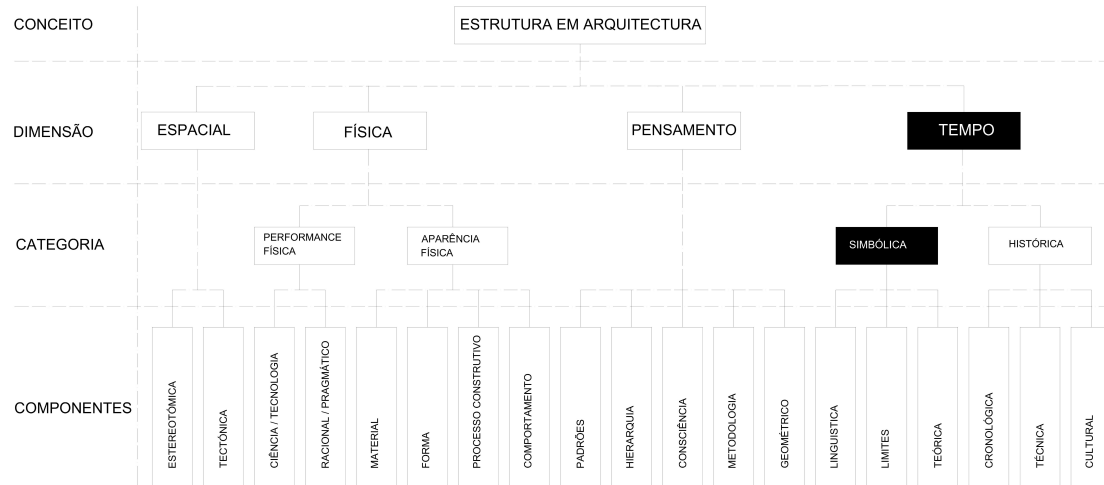 CONCEITO
ESTRUTURA EM ARQUITECTURA
DIMENSÃO
ESPACIAL
FÍSICA
PENSAMENTO
TEMPO
CATEGORIA
PERFORMANCE
FÍSICA
APARÊNCIA
FÍSICA
SIMBÓLICA
HISTÓRICA
COMPONENTES
ESTEREOTÓMICA
TECTÓNICA
CIÊNCIA / TECNOLOGIA
RACIONAL / PRAGMÁTICO
MATERIAL
FORMA
PROCESSO CONSTRUTIVO
COMPORTAMENTO
PADRÕES
HIERARQUIA
CONSCIÊNCIA
METODOLOGIA
GEOMÉTRICO
LINGUISTICA
LIMITES
TEÓRICA
CRONOLÓGICA
TÉCNICA
CULTURAL